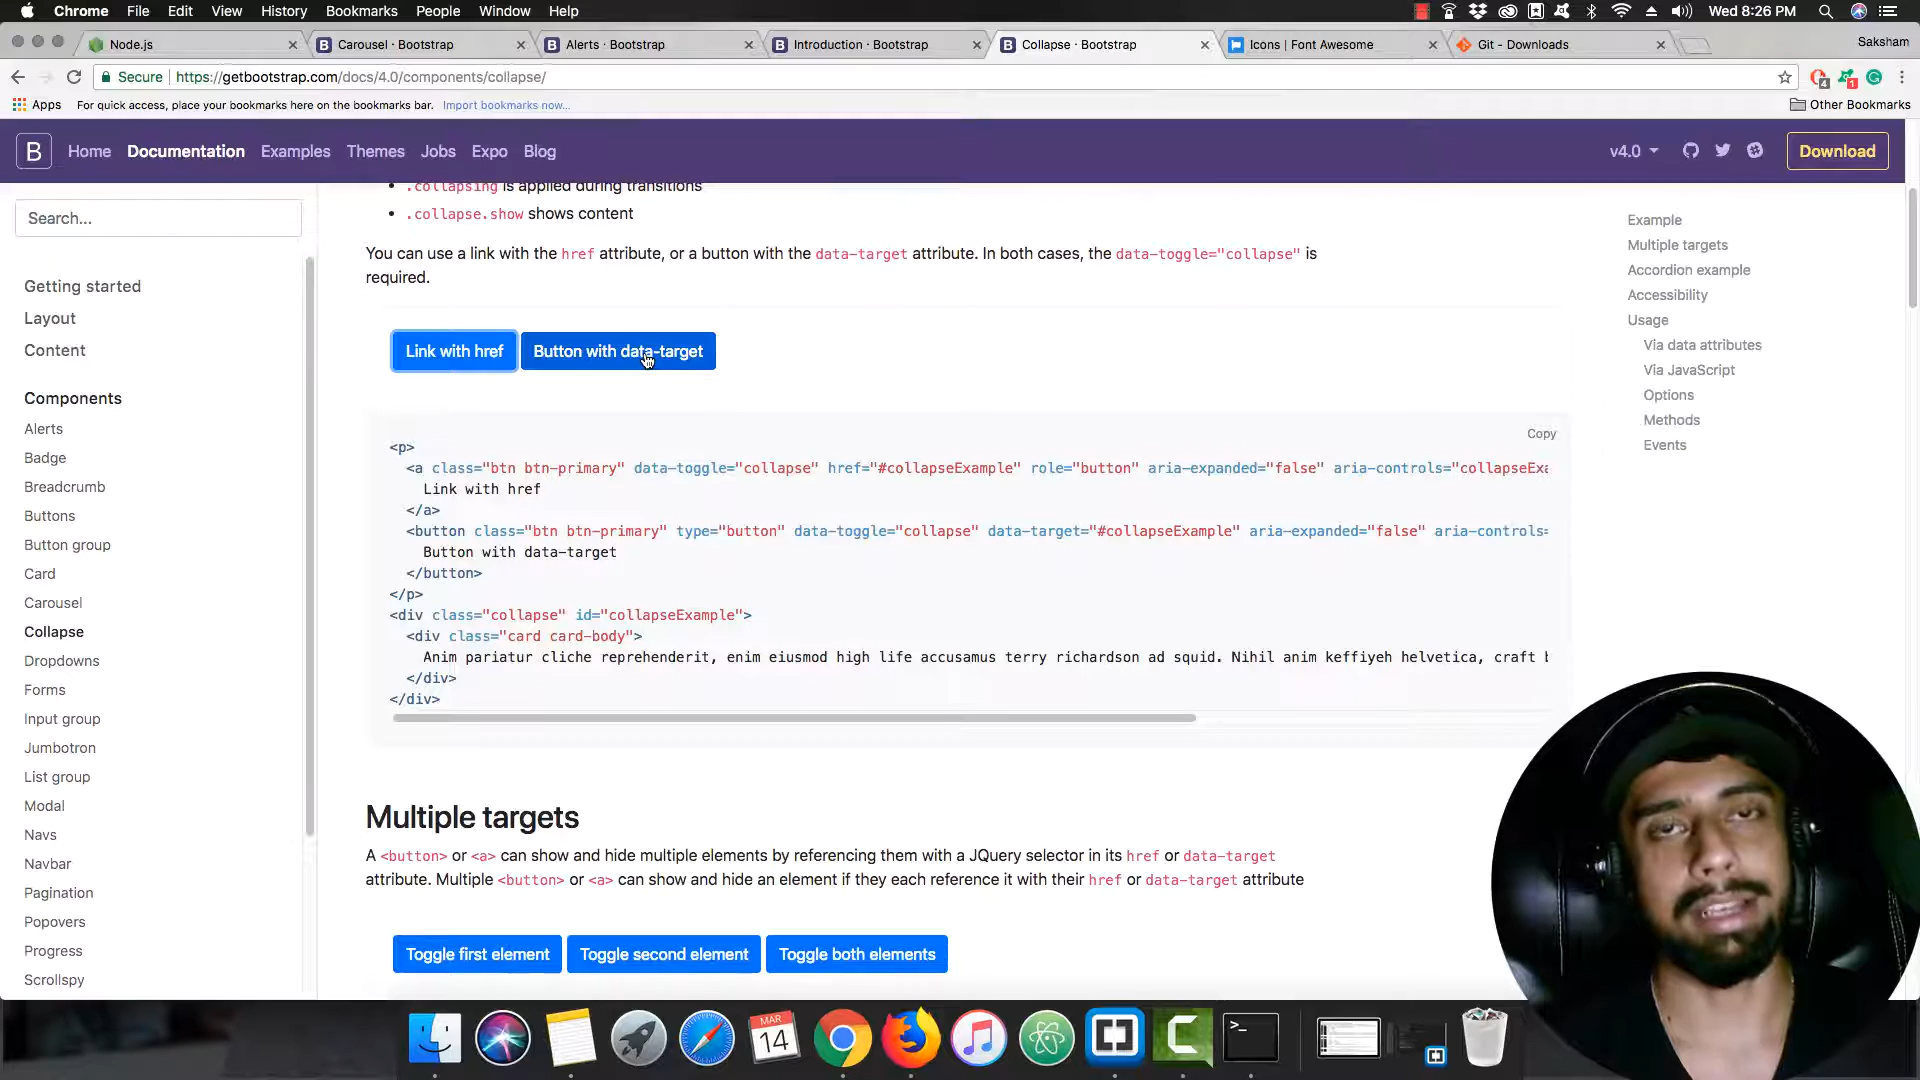 Chrome File Edit View History Bookmarks People Window Help Wed 8:26 PM
Node.js Carousel · Bootstrap Alerts · Bootstrap Introduction · Bootstrap Collapse · Bootstrap Icons | Font Awesome Git - Downloads Saksham
Secure https://getbootstrap.com/docs/4.0/components/collapse/
Apps For quick access, place your bookmarks here on the bookmarks bar. Import bookmarks now... Other Bookmarks
B Home Documentation Examples Themes Jobs Expo Blog v4.0 Download
Search...
Getting started
Layout
Content
Components
Alerts
Badge
Breadcrumb
Buttons
Button group
Card
Carousel
Collapse
Dropdowns
Forms
Input group
Jumbotron
List group
Modal
Navs
Navbar
Pagination
Popovers
Progress
Scrollspy
.collapsing is applied during transitions
.collapse.show shows content
You can use a link with the href attribute, or a button with the data-target attribute. In both cases, the data-toggle="collapse" is
required.
Link with href Button with data-target
Copy
<p>
<a class="btn btn-primary" data-toggle="collapse" href="#collapseExample" role="button" aria-expanded="false" aria-controls="collapseExa
Link with href
</a>
<button class="btn btn-primary" type="button" data-toggle="collapse" data-target="#collapseExample" aria-expanded="false" aria-controls=
Button with data-target
</button>
</p>
<div class="collapse" id="collapseExample">
<div class="card card-body">
Anim pariatur cliche reprehenderit, enim eiusmod high life accusamus terry richardson ad squid. Nihil anim keffiyeh helvetica, craft b
</div>
</div>
Multiple targets
A <button> or <a> can show and hide multiple elements by referencing them with a JQuery selector in its href or data-target
attribute. Multiple <button> or <a> can show and hide an element if they each reference it with their href or data-target attribute
Toggle first element Toggle second element Toggle both elements
Example
Multiple targets
Accordion example
Accessibility
Usage
Via data attributes
Via JavaScript
Options
Methods
Events
MAR
14